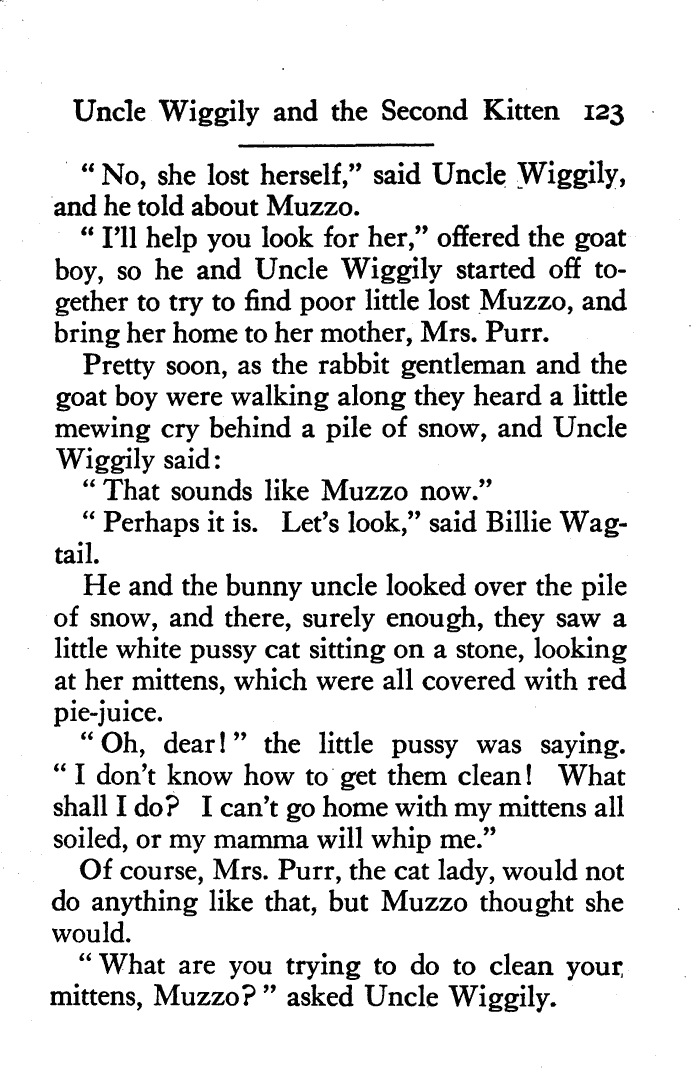 Uncle Wiggily and the Second Kitten 123
“ No, she lost herself,” said Uncle Wiggily,
and he told about Muzzo.
“ I’ll help you look for her,” offered the goat
boy, so he and Uncle Wiggily started off to-
gether to try to find poor little lost Muzzo, and
bring her home to her mother, Mrs. Purr.
Pretty soon, as the rabbit gentleman and the
goat boy were walking along they heard a little
mewing cry behind a pile of snow, and Uncle
Wiggily said:
“ That sounds like Muzzo now.”
“ Perhaps it is. Let’s look,” said Billie Wag-
tail.
He and the bunny uncle looked over the pile
of snow, and there, surely enough, they saw a
little white pussy cat sitting on a stone, looking
at her mittens, which were all covered with red
pie-juice.
“ Oh, dear! ” the little pussy was saying.
“ I don’t know how to get them clean! What
shall I do? I can’t go home with my mittens all
soiled, or my mamma will whip me.”
Of course, Mrs. Purr, the cat lady, would not
do anything like that, but Muzzo thought she
would.
“ What are you trying to do to clean your
mittens, Muzzo? ” asked Uncle Wiggily.